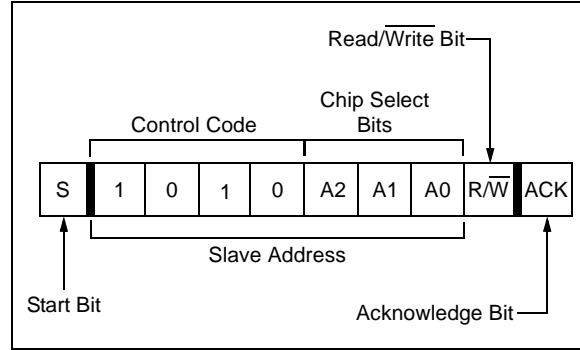 Read/Write Bit
Chip Select
Bits
Control Code
S 1 0 1 0 A2 A1 A0 R/W ACK
Slave Address
Start Bit
Acknowledge Bit